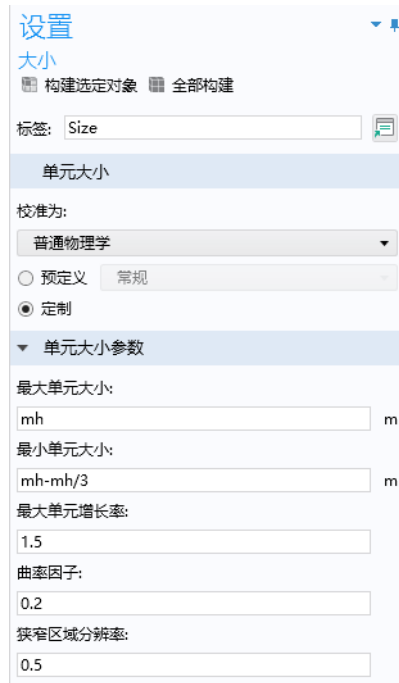 设置
大小
构建选定对象 全部构建
标签: Size
单元大小
校准为:
普通物理学
预定义 常规
定制
单元大小参数
最大单元大小:
mh m
最小单元大小:
mh-mh/3 m
最大单元增长率:
1.5
曲率因子:
0.2
狭窄区域分辨率:
0.5